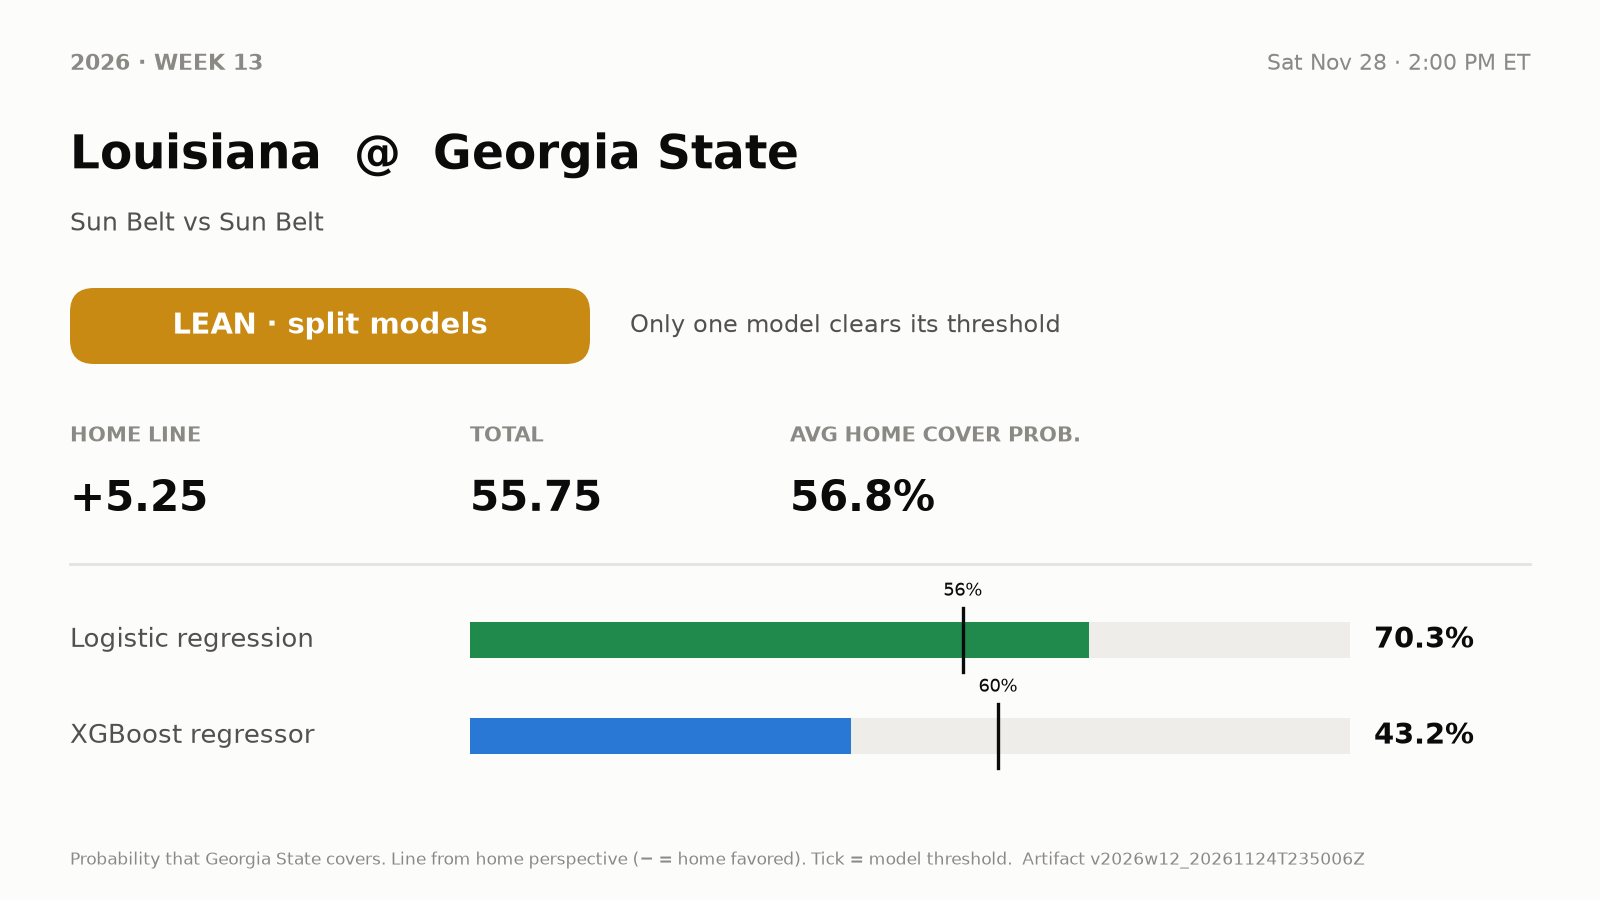 2026 · WEEK 13
Sat Nov 28 · 2:00 PM ET
Louisiana @ Georgia State
Sun Belt vs Sun Belt
LEAN · split models
Only one model clears its threshold
HOME LINE
TOTAL
AVG HOME COVER PROB.
+5.25
55.75
56.8%
56%
Logistic regression
70.3%
60%
XGBoost regressor
43.2%
Probability that Georgia State covers. Line from home perspective (− = home favored). Tick = model threshold. Artifact v2026w12_20261124T235006Z